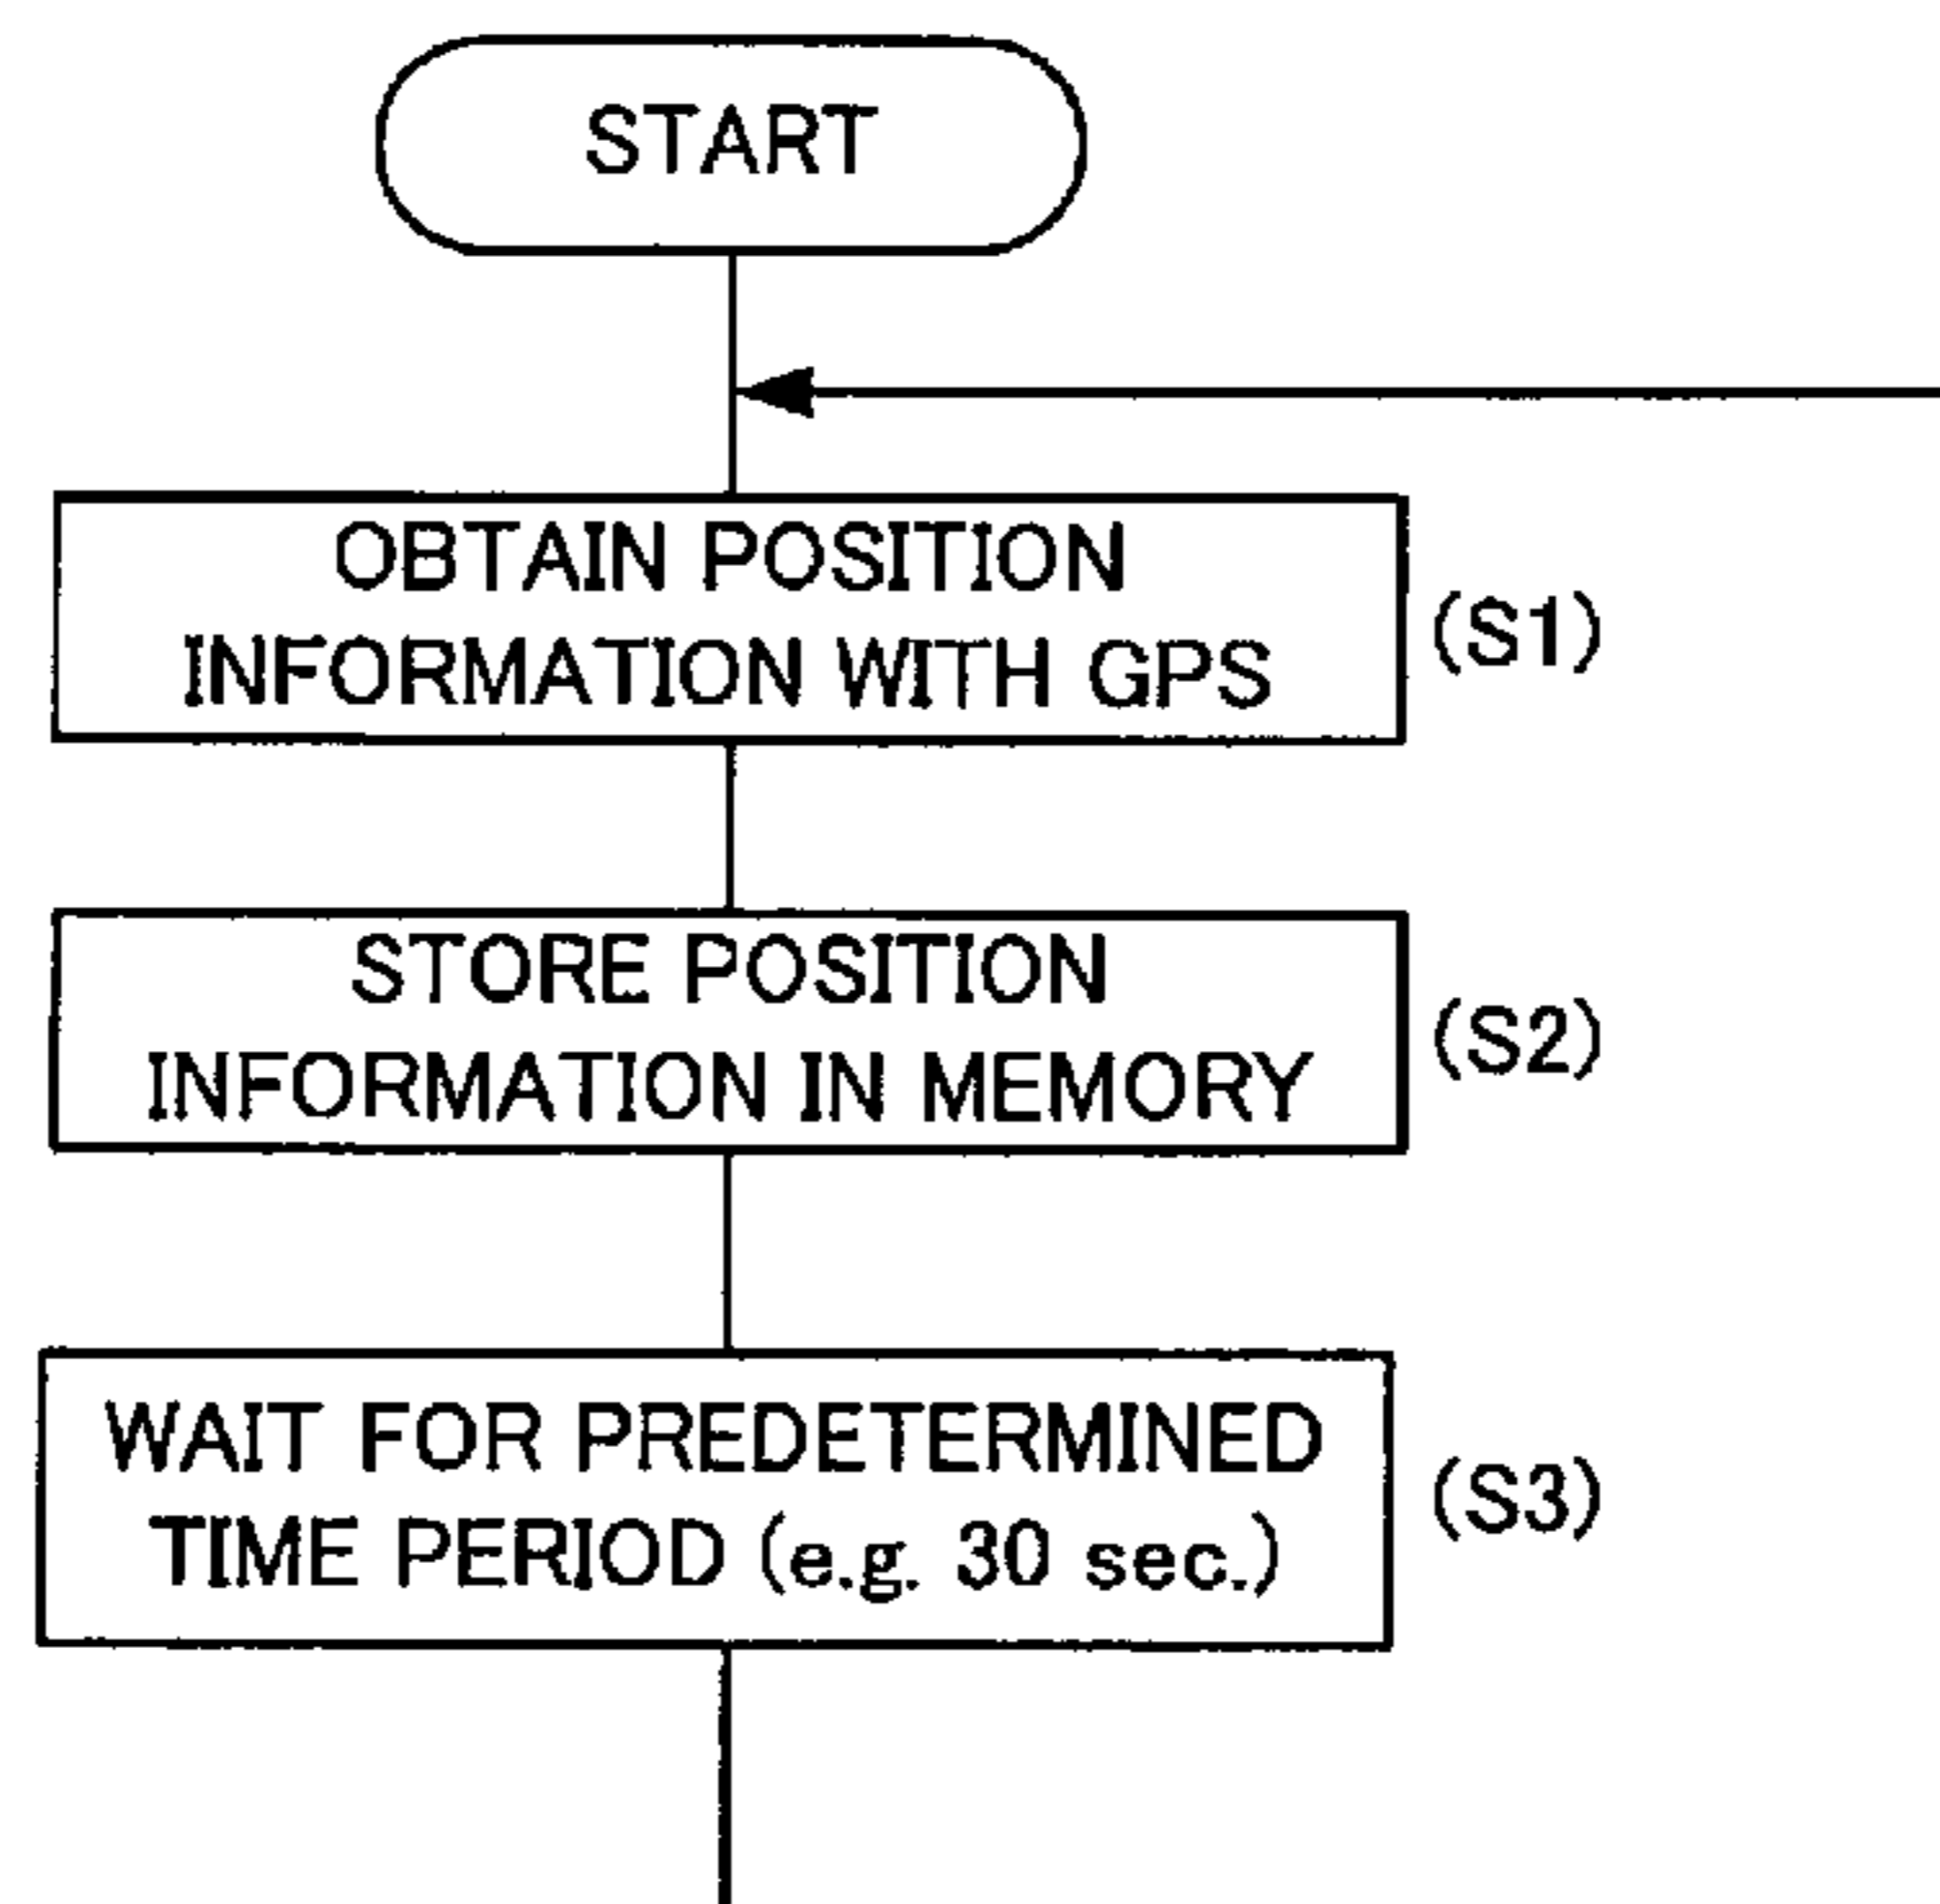 START
OBTAIN POSITION
INFORMATION WITH GPS
(S1)
STORE POSITION
INFORMATION IN MEMORY
(S2)
WAIT FOR PREDETERMINED
TIME PERIOD (e.g. 30 sec.)
(S3)